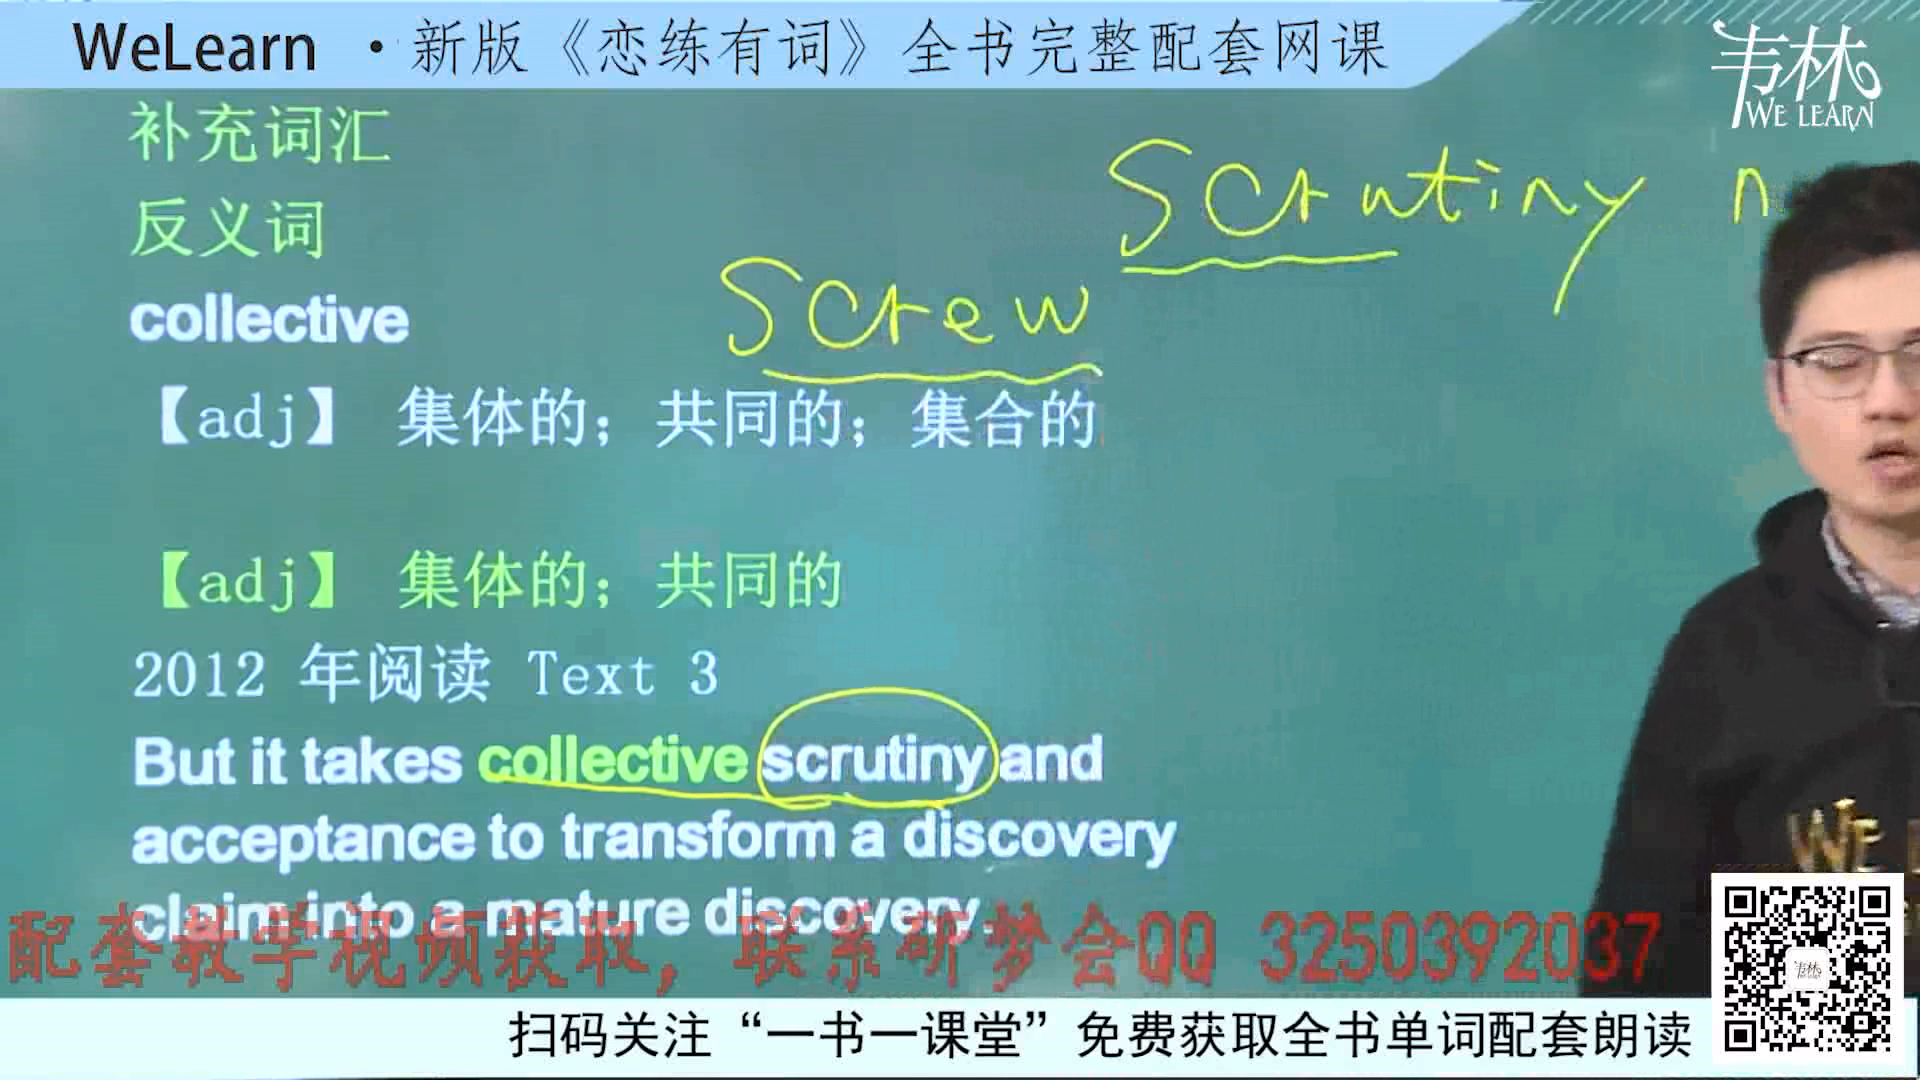 WeLearn ·新版《恋练有词》全书完整配套网课
韦林
WE LEARN
补充词汇
反义词
scrutiny n
screw
collective
【adj】 集体的；共同的；集合的
【adj】 集体的；共同的
2012 年阅读 Text 3
But it takes collective scrutiny and
acceptance to transform a discovery
claim into a mature discovery.
配套教学视频获取，联系研梦会QQ 3250392037
WE
韦林
扫码关注“一书一课堂”免费获取全书单词配套朗读